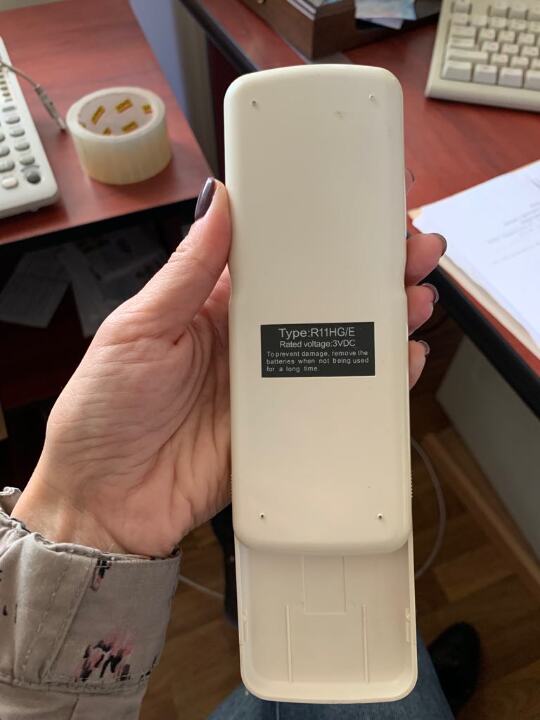 Type:R11HG/E
Rated voltage:3VDC
To prevent damage, remove the
batteries when not being used
for a long time.